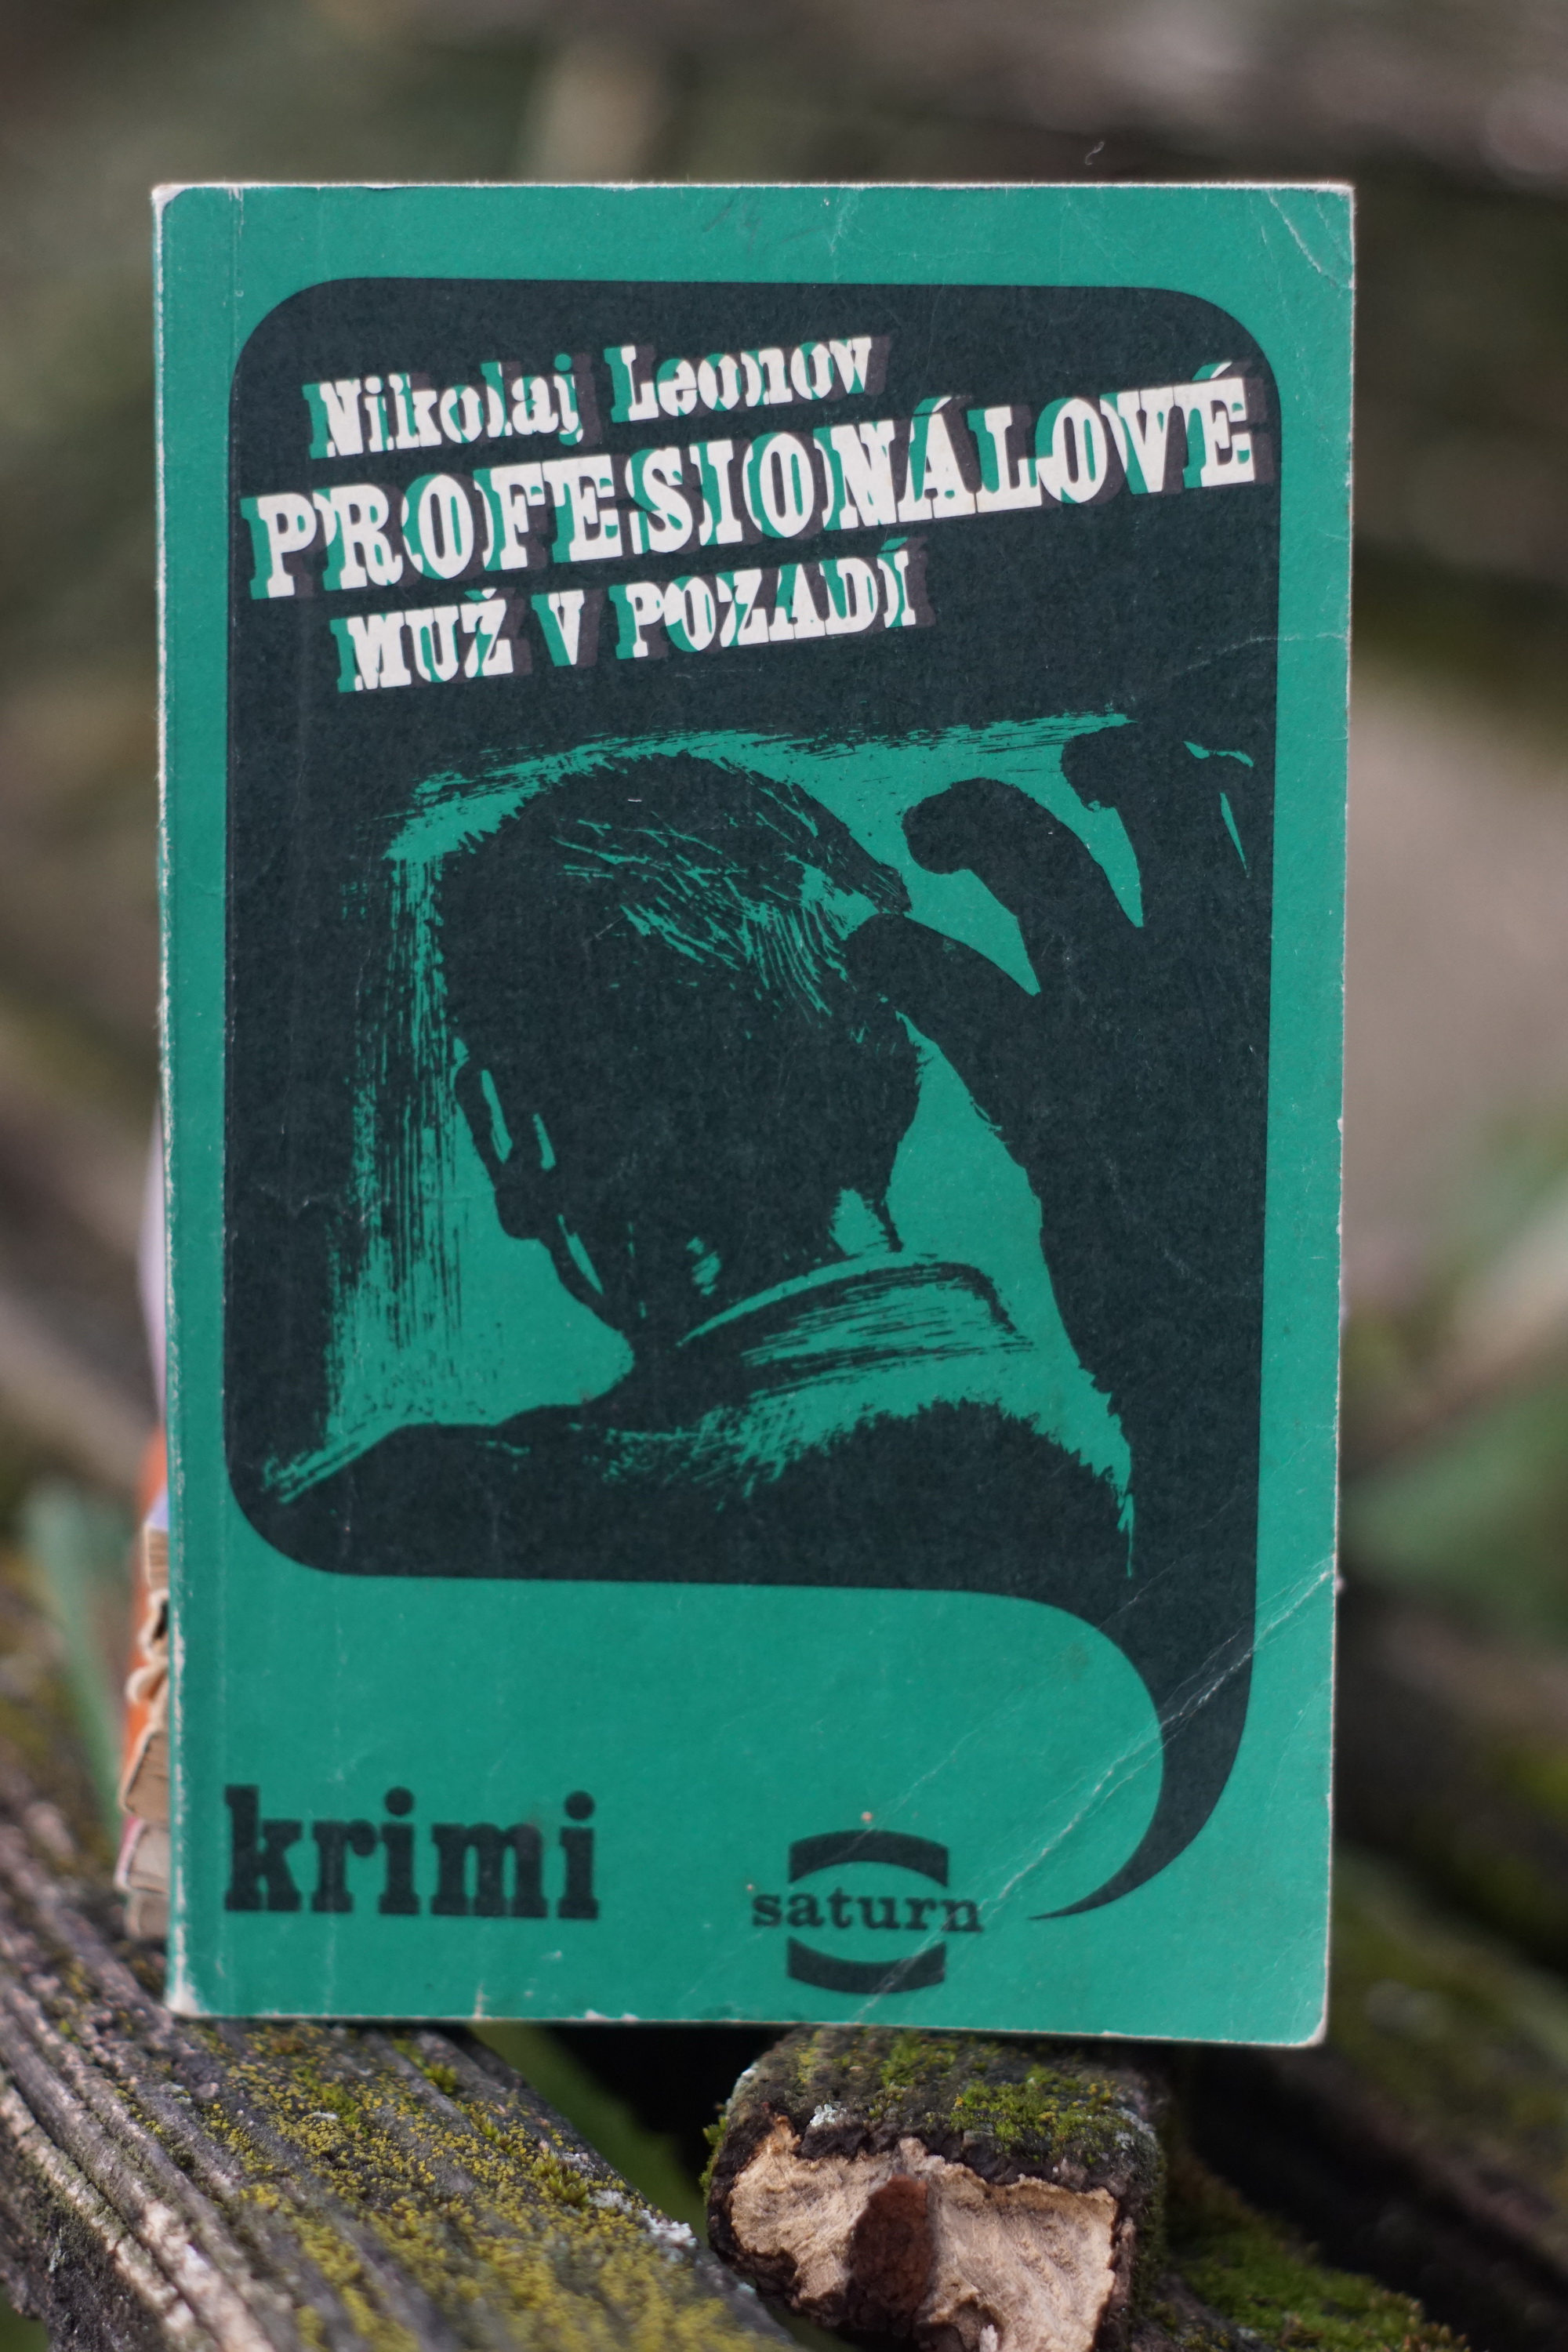 Nikolaj Leonov
PROFESIONÁLOVÉ
MUŽ V POZADÍ
krimi
saturn